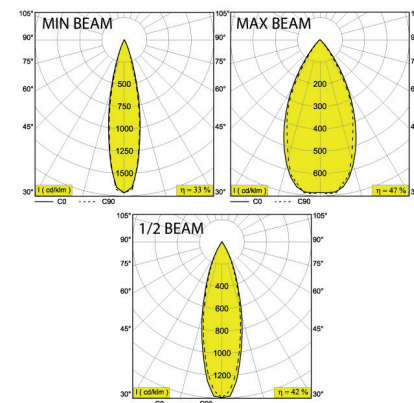 MIN BEAM
105°
105°
90°
90°
75°
75°
60°
60°
45°
45°
30°
30°
500
750
1000
1250
1500
I ( cd/klm )
η = 33 %
C0
C90
MAX BEAM
105°
90°
75°
60°
45°
30°
200
300
400
600
I ( cd/klm )
η = 47 %
C0
C90
1/2 BEAM
105°
105°
90°
90°
75°
75°
60°
60°
45°
45°
30°
30°
400
600
800
1000
1200
I ( cd/klm )
η = 42 %
C0
C90